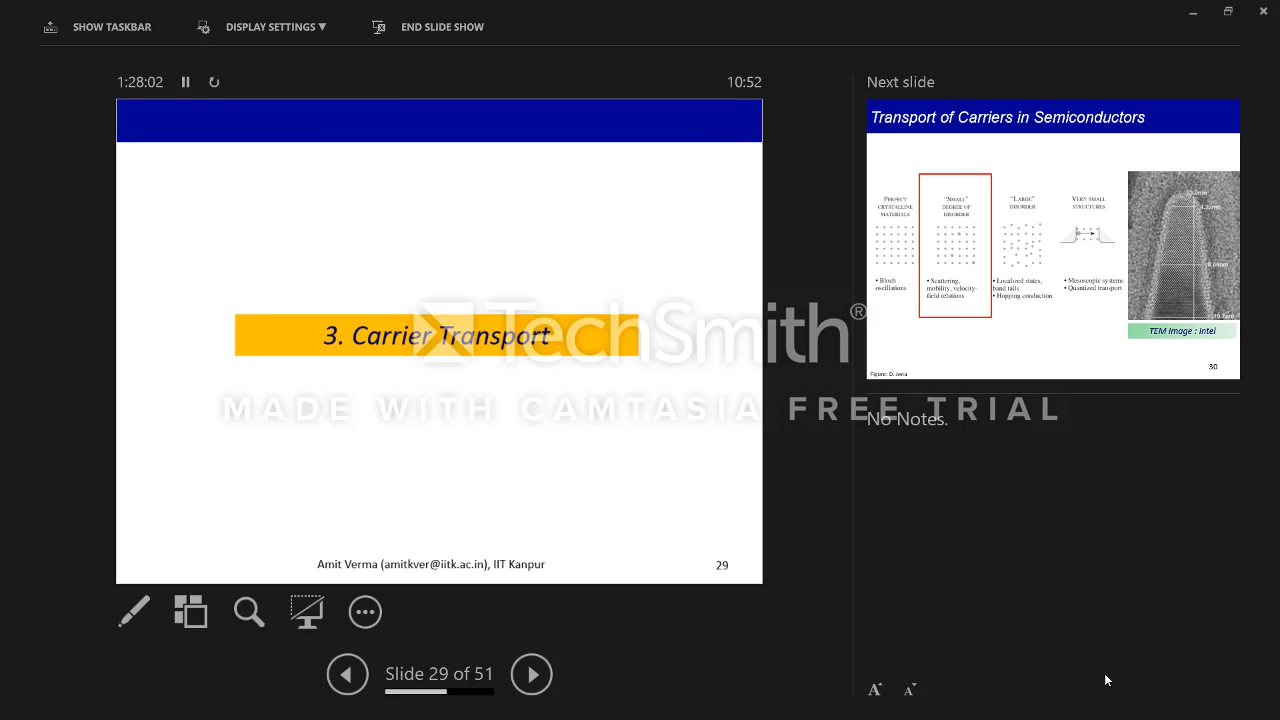 SHOW TASKBAR
DISPLAY SETTINGS ▼
END SLIDE SHOW
1:28:02
10:52
3. Carrier Transport
Amit Verma (amitkver@iitk.ac.in), IIT Kanpur
29
Slide 29 of 51
Next slide
Transport of Carriers in Semiconductors
PERFECT
CRYSTALLINE
MATERIALS
• Bloch
oscillations
"SMALL"
DEGREE OF
DISORDER
• Scattering,
mobility, velocity-
field relations
"LARGE"
DISORDER
• Localized states,
band tails
• Hopping conduction
VERY SMALL
STRUCTURES
• Mesoscopic systems
• Quantized transport
TEM Image : Intel
30
Figure: D. Jena
No Notes.
A A
TechSmith®
MADE WITH CAMTASIA FREE TRIAL